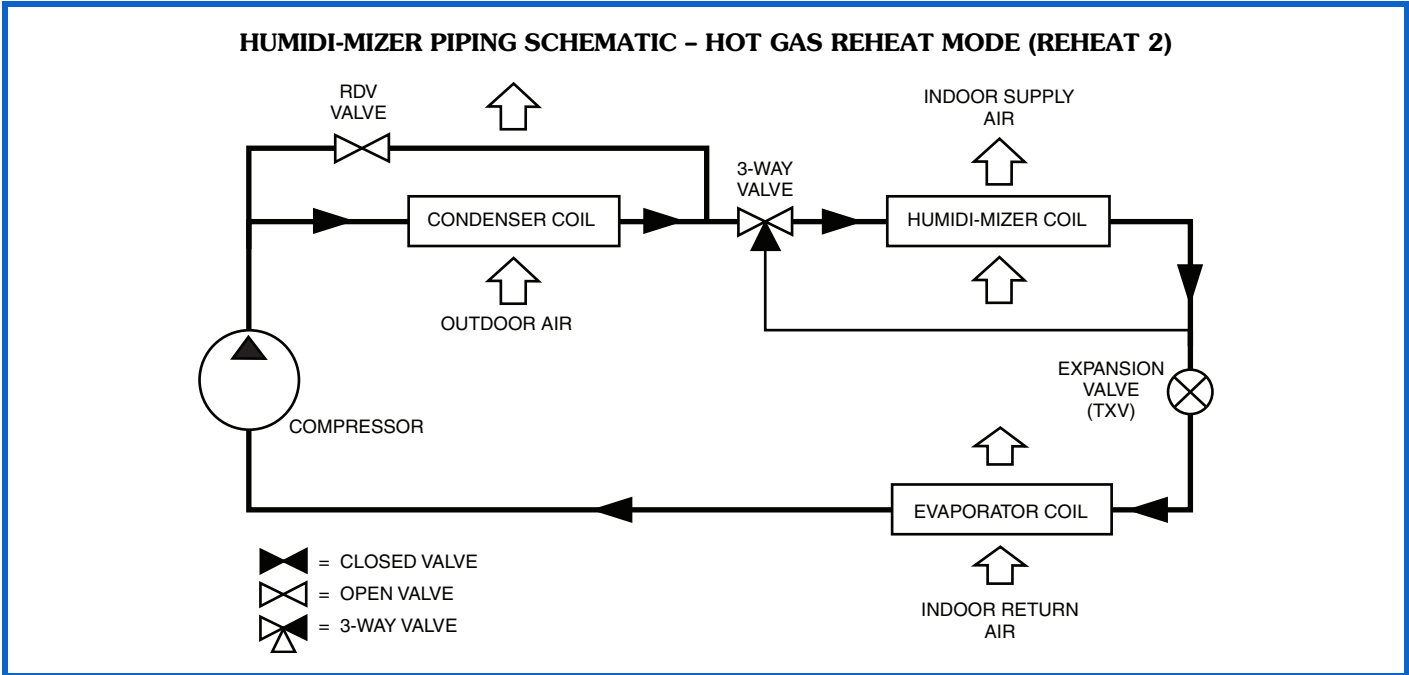 HUMIDI-MIZER PIPING SCHEMATIC – HOT GAS REHEAT MODE (REHEAT 2)
RDV
VALVE
INDOOR SUPPLY
AIR
3-WAY
VALVE
CONDENSER COIL
HUMIDI-MIZER COIL
OUTDOOR AIR
EXPANSION
VALVE
(TXV)
COMPRESSOR
EVAPORATOR COIL
= CLOSED VALVE
= OPEN VALVE
= 3-WAY VALVE
INDOOR RETURN
AIR